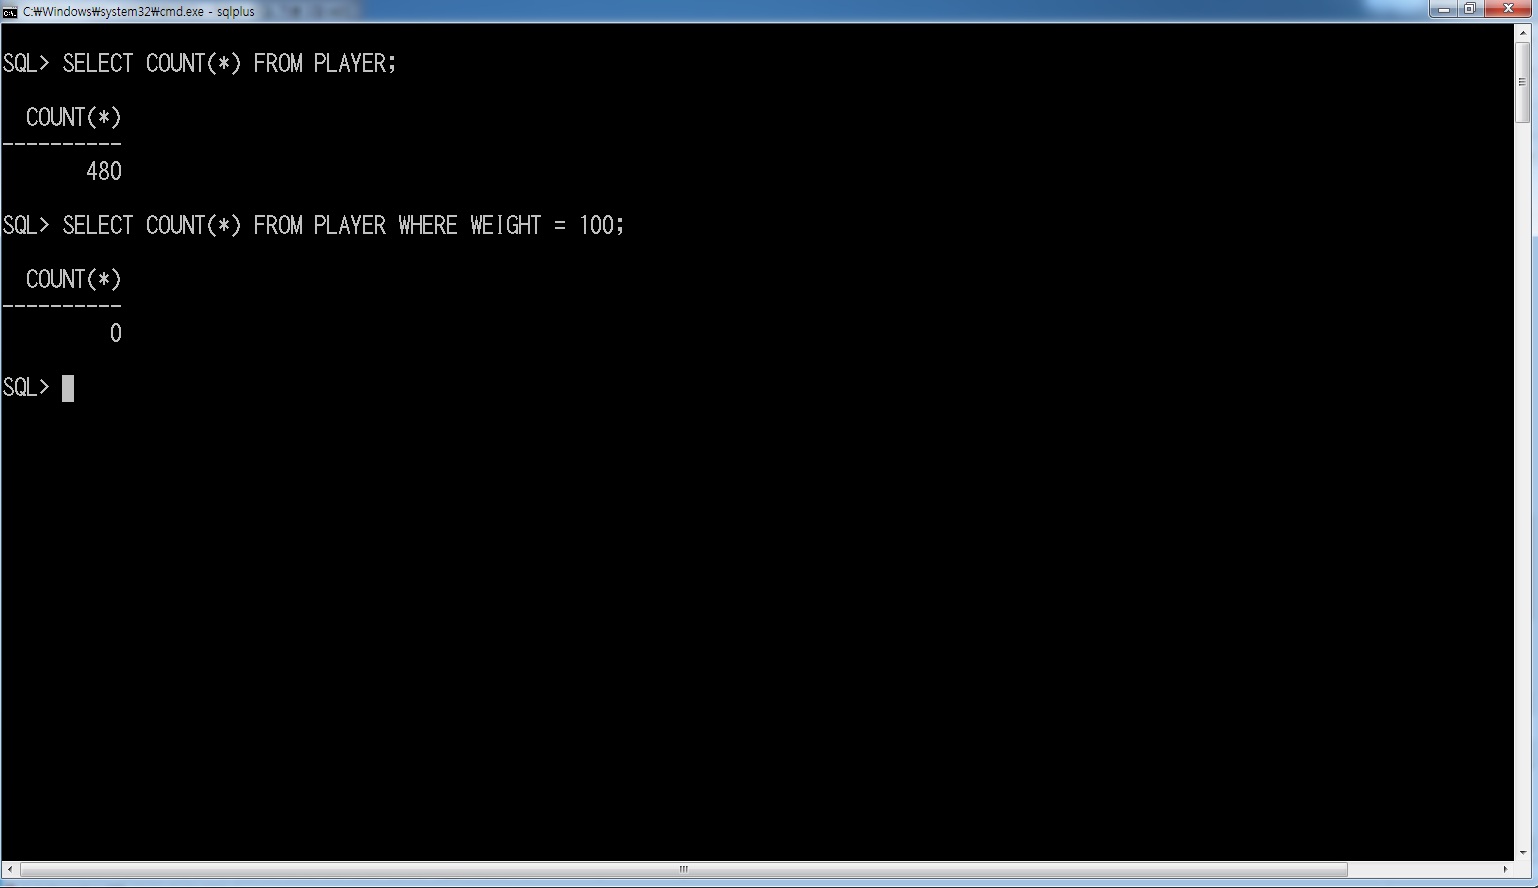 C:₩Windows₩system32₩cmd.exe - sqlplus
SQL> SELECT COUNT(*) FROM PLAYER;
COUNT(*)
----------
480
SQL> SELECT COUNT(*) FROM PLAYER WHERE WEIGHT = 100;
COUNT(*)
----------
0
SQL>